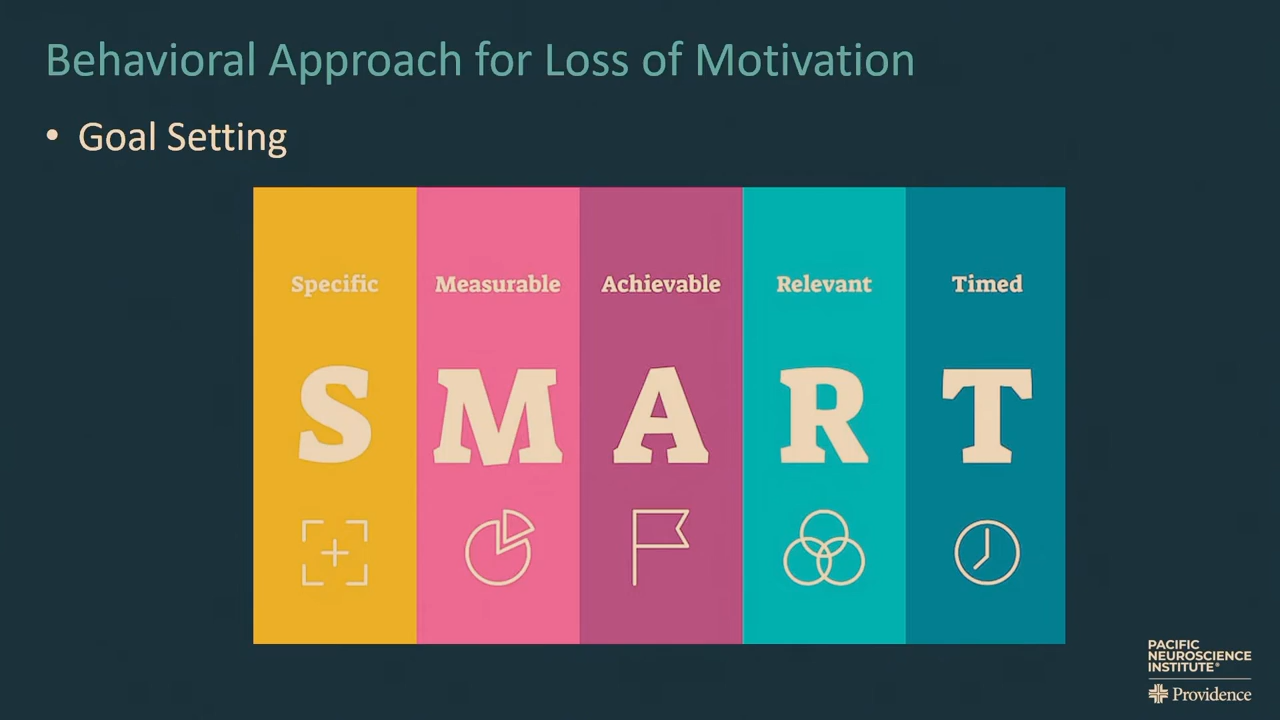 Behavioral Approach for Loss of Motivation
• Goal Setting
Specific
Measurable
Achievable
Relevant
Timed
S
M
A
R
T
PACIFIC
NEUROSCIENCE
INSTITUTE®
Providence